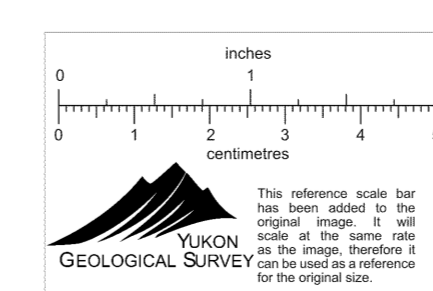 inches
0 1
0 1 2 3 4
centimetres
This reference scale bar
has been added to the
original image. It will
scale at the same rate
as the image, therefore it
can be used as a reference
for the original size.
YUKON
GEOLOGICAL SURVEY